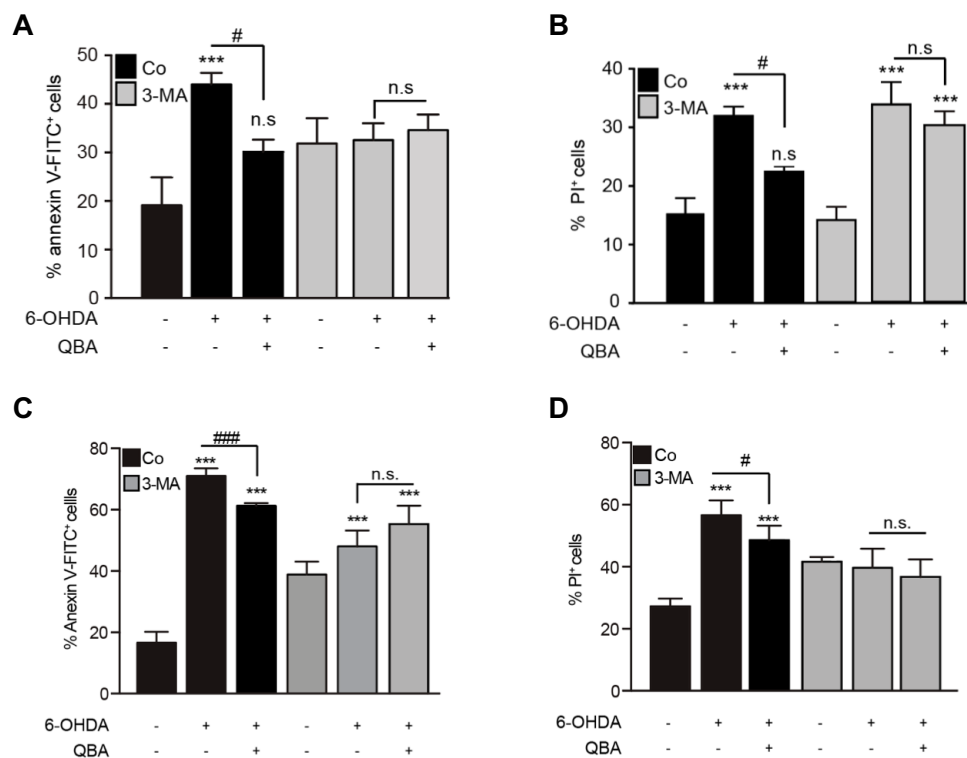 A
% annexin V-FITC⁺ cells
50
40
30
20
10
0
Co
3-MA
***
#
n.s
n.s
6-OHDA - + + - + +
QBA - - + - - +
B
% PI⁺ cells
40
30
20
10
0
Co
3-MA
***
#
n.s
***
n.s
***
6-OHDA - + + - + +
QBA - - + - - +
C
% Anexin V-FITC⁺ cellls
80
60
40
20
0
Co
3-MA
###
***
***
n.s.
***
***
6-OHDA - + + - + +
QBA - - + - - +
D
% PI⁺ cells
80
60
40
20
0
Co
3-MA
#
***
***
n.s.
6-OHDA - + + - + +
QBA - - + - - +